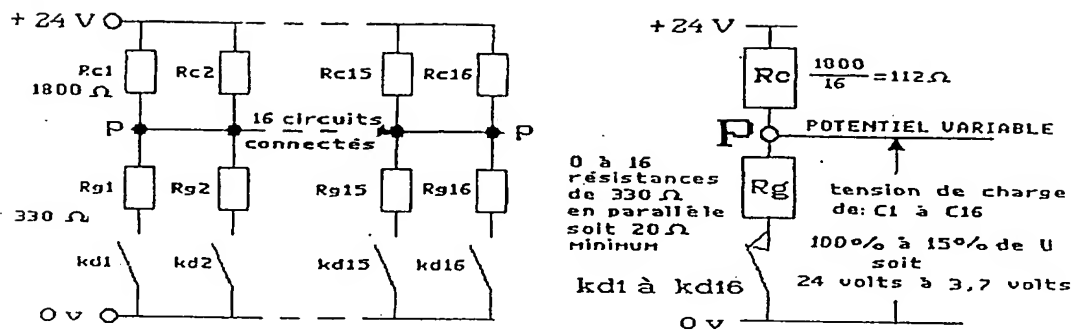 + 24 V
Rc1
Rc2
Rc15
Rc16
1800 Ω
P
16 circuits
connectés
P
Rg1
Rg2
Rg15
Rg16
330 Ω
kd1
kd2
kd15
kd16
0 v
+24 V
Rc
1800
16
=112Ω
P
POTENTIEL VARIABLE
0 à 16
résistances
de 330 Ω
en parallèle
soit 20 Ω
MINIMUM
Rg
tension de charge
de: C1 à C16
100% à 15% de U
soit
24 volts à 3,7 volts
kd1 à kd16
0 v